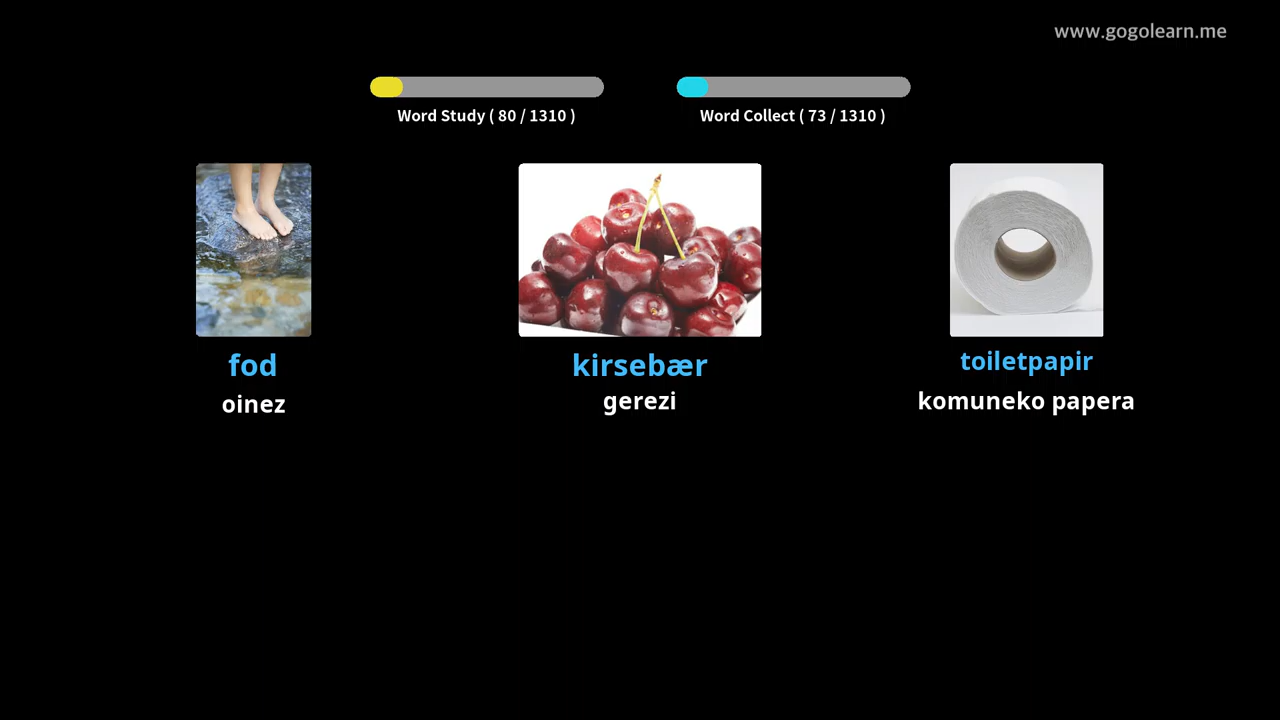 www.gogolearn.me
Word Study ( 80 / 1310 )
Word Collect ( 73 / 1310 )
fod
kirsebær
toiletpapir
oinez
gerezi
komuneko papera